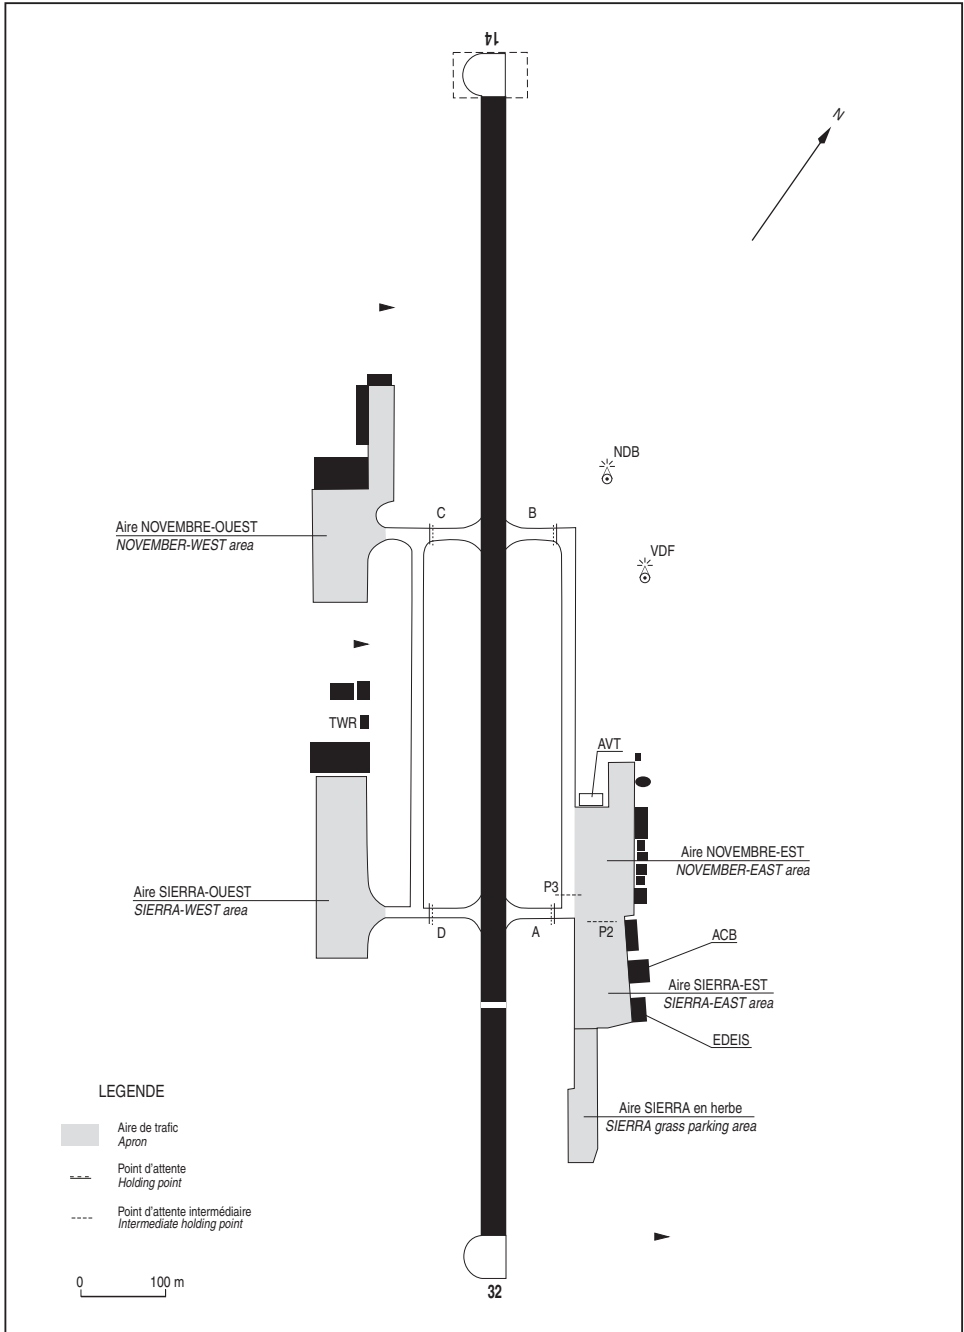 14
N
NDB
C
B
Aire NOVEMBRE-OUEST
NOVEMBER-WEST area
VDF
TWR
AVT
Aire NOVEMBRE-EST
NOVEMBER-EAST area
P3
Aire SIERRA-OUEST
SIERRA-WEST area
D
A
P2
ACB
Aire SIERRA-EST
SIERRA-EAST area
EDEIS
LEGENDE
Aire SIERRA en herbe
SIERRA grass parking area
Aire de trafic
Apron
Point d'attente
Holding point
Point d'attente intermédiaire
Intermediate holding point
0
100 m
32